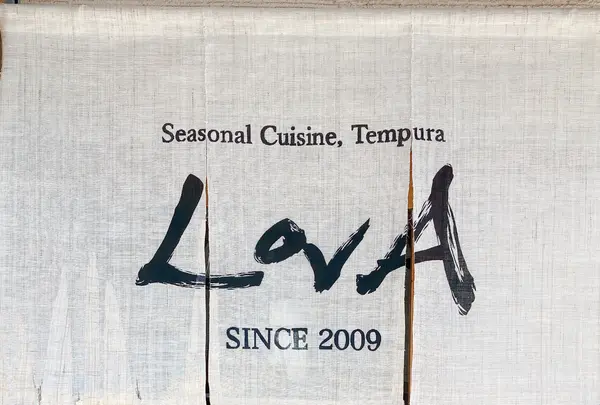 Seasonal Cuisine, Tempura
LovA
SINCE 2009